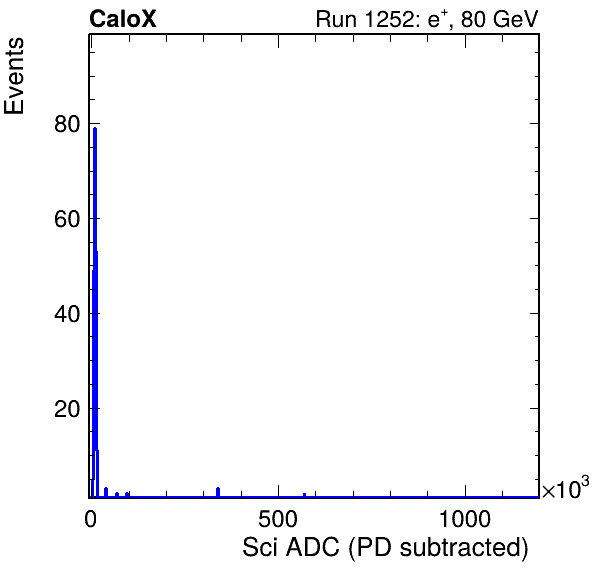 CaloX Run 1252: e⁺, 80 GeV
Events
80
60
40
20
0 500 1000 ×10³
Sci ADC (PD subtracted)